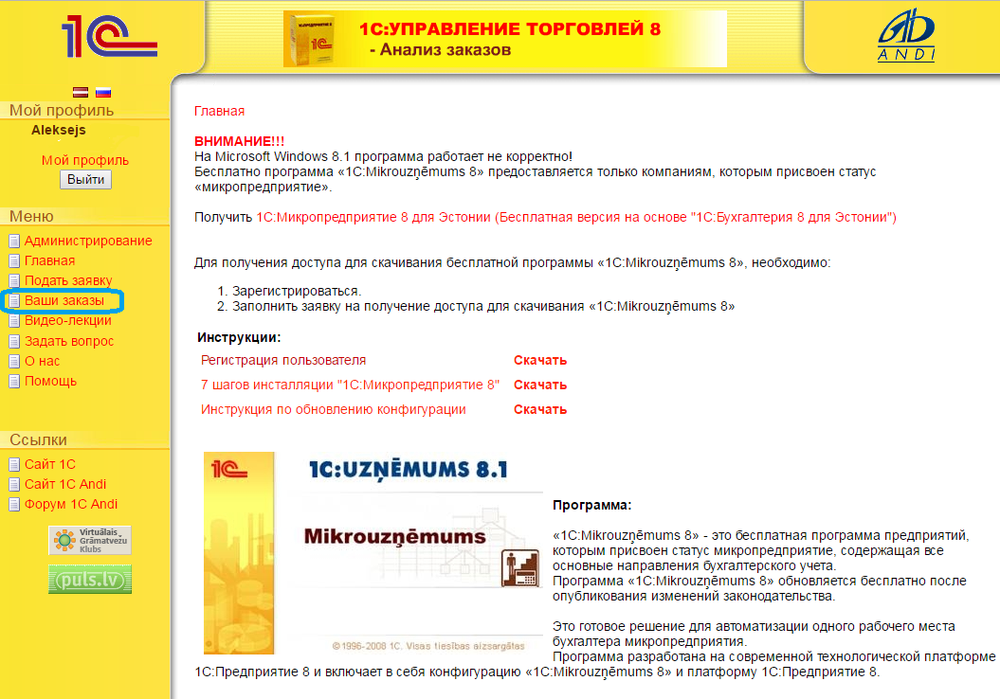 1С
1С:УПРАВЛЕНИЕ ТОРГОВЛЕЙ 8
- Анализ заказов
ANDI
Мой профиль
Aleksejs
Мой профиль
Выйти
Меню
Администрирование
Главная
Подать заявку
Ваши заказы
Видео-лекции
Задать вопрос
О нас
Помощь
Ссылки
Сайт 1С
Сайт 1С Andi
Форум 1С Andi
Virtuālais
Grāmatvežu
Klubs
puls.lv
Главная
ВНИМАНИЕ!!!
На Microsoft Windows 8.1 программа работает не корректно!
Бесплатно программа «1С:Mikrouzņēmums 8» предоставляется только компаниям, которым присвоен статус
«микропредприятие».
Получить 1С:Микропредприятие 8 для Эстонии (Бесплатная версия на основе "1С:Бухгалтерия 8 для Эстонии")
Для получения доступа для скачивания бесплатной программы «1С:Mikrouzņēmums 8», необходимо:
1. Зарегистрироваться.
2. Заполнить заявку на получение доступа для скачивания «1С:Mikrouzņēmums 8»
Инструкции:
Регистрация пользователя Скачать
7 шагов инсталляции "1С:Микропредприятие 8" Скачать
Инструкция по обновлению конфигурации Скачать
1С
1С:UZŅĒMUMS 8.1
Mikrouzņēmums
©1996-2008 1C. Visas tiesības aizsargātas
Программа:
«1С:Mikrouzņēmums 8» - это бесплатная программа предприятий,
которым присвоен статус микропредприятие, содержащая все
основные направления бухгалтерского учета.
Программа «1С:Mikrouzņēmums 8» обновляется бесплатно после
опубликования изменений законодательства.
Это готовое решение для автоматизации одного рабочего места
бухгалтера микропредприятия.
Программа разработана на современной технологической платформе
1С:Предприятие 8 и включает в себя конфигурацию «1С:Mikrouzņēmums 8» и платформу 1С:Предприятие 8.